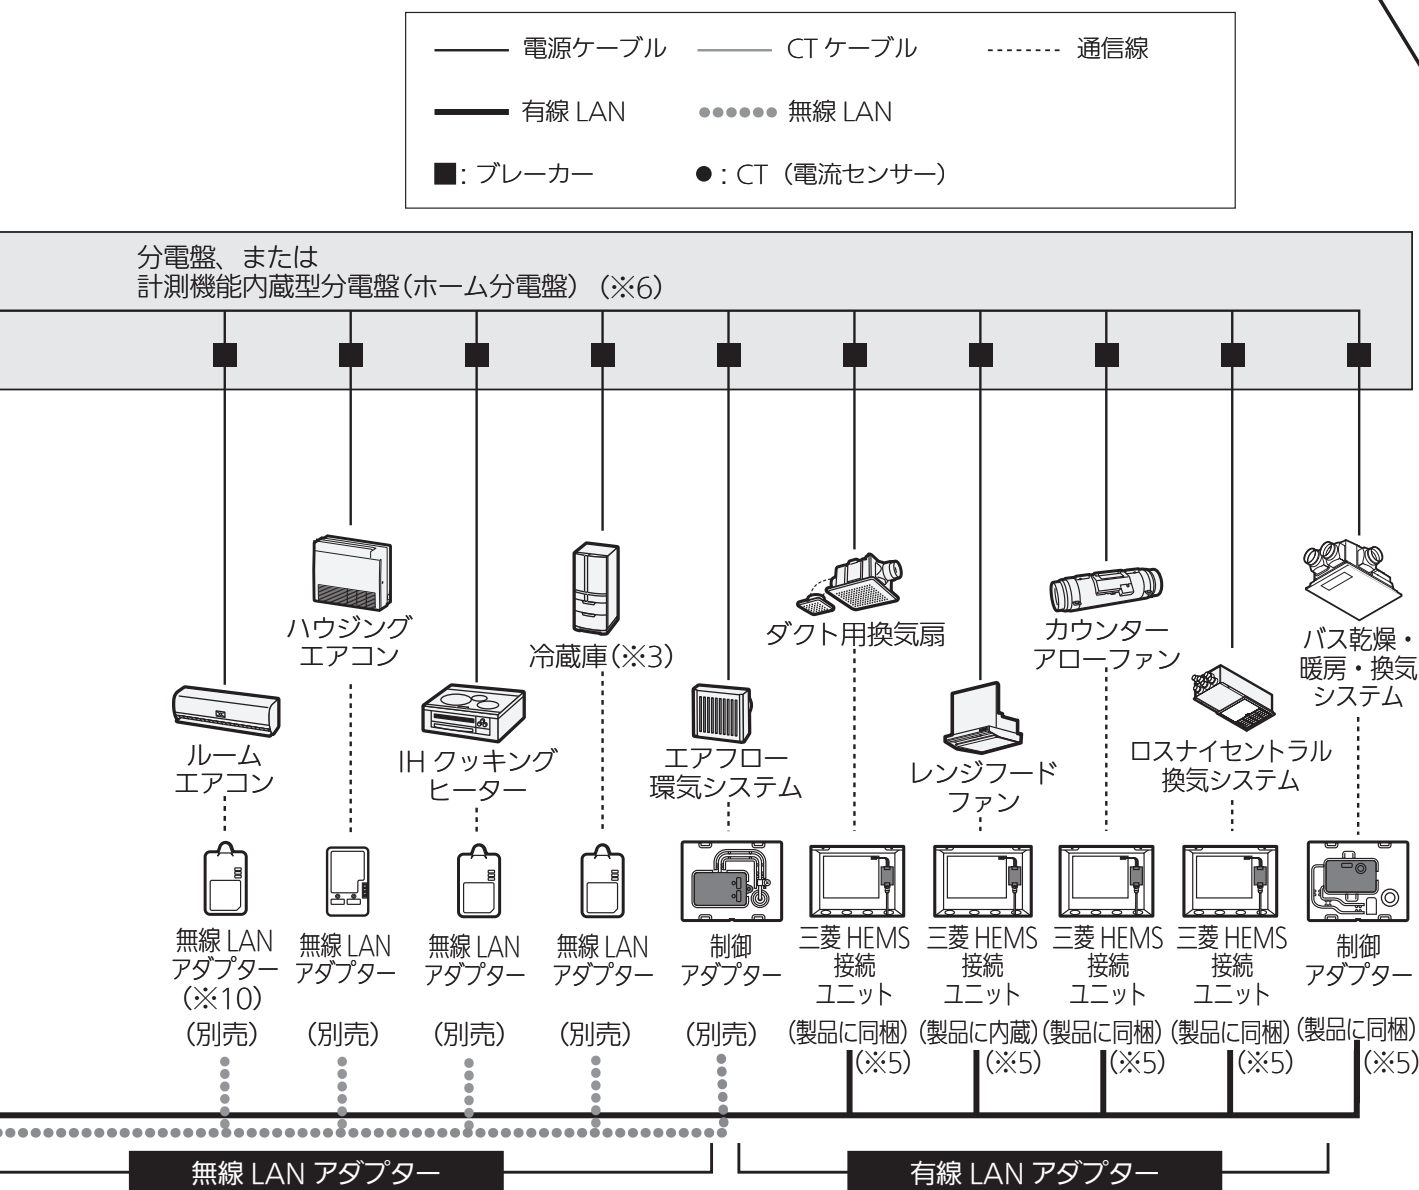 電源ケーブル
CT ケーブル
通信線
有線 LAN
無線 LAN
■: ブレーカー
●: CT（電流センサー）
分電盤、または
計測機能内蔵型分電盤（ホーム分電盤）（※6）
ハウジング
エアコン
冷蔵庫（※3）
ダクト用換気扇
カウンター
アローファン
バス乾燥・
暖房・換気
システム
ルーム
エアコン
IH クッキング
ヒーター
エアフロー
環気システム
レンジフード
ファン
ロスナイセントラル
換気システム
無線 LAN
アダプター
（※10）
（別売）
無線 LAN
アダプター
（別売）
無線 LAN
アダプター
（別売）
無線 LAN
アダプター
（別売）
制御
アダプター
（別売）
三菱 HEMS
接続
ユニット
（製品に同梱）
（※5）
三菱 HEMS
接続
ユニット
（製品に内蔵）
（※5）
三菱 HEMS
接続
ユニット
（製品に同梱）
（※5）
三菱 HEMS
接続
ユニット
（製品に同梱）
（※5）
制御
アダプター
（製品に同梱）
（※5）
無線 LAN アダプター
有線 LAN アダプター